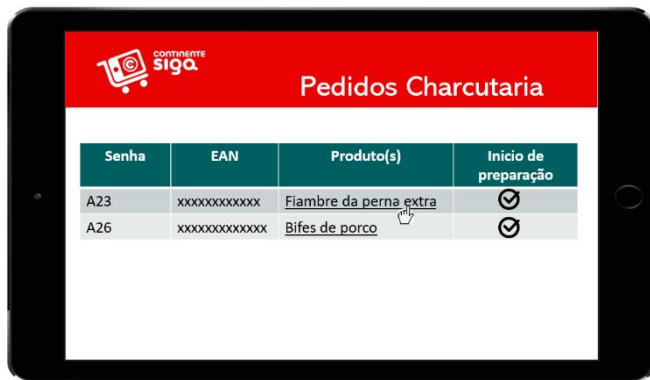 CONTINENTE
siga
Pedidos Charcutaria
Senha EAN Produto(s) Inicio de
preparação
A23 xxxxxxxxxxxx Fiambre da perna extra
A26 xxxxxxxxxxxxx Bifes de porco